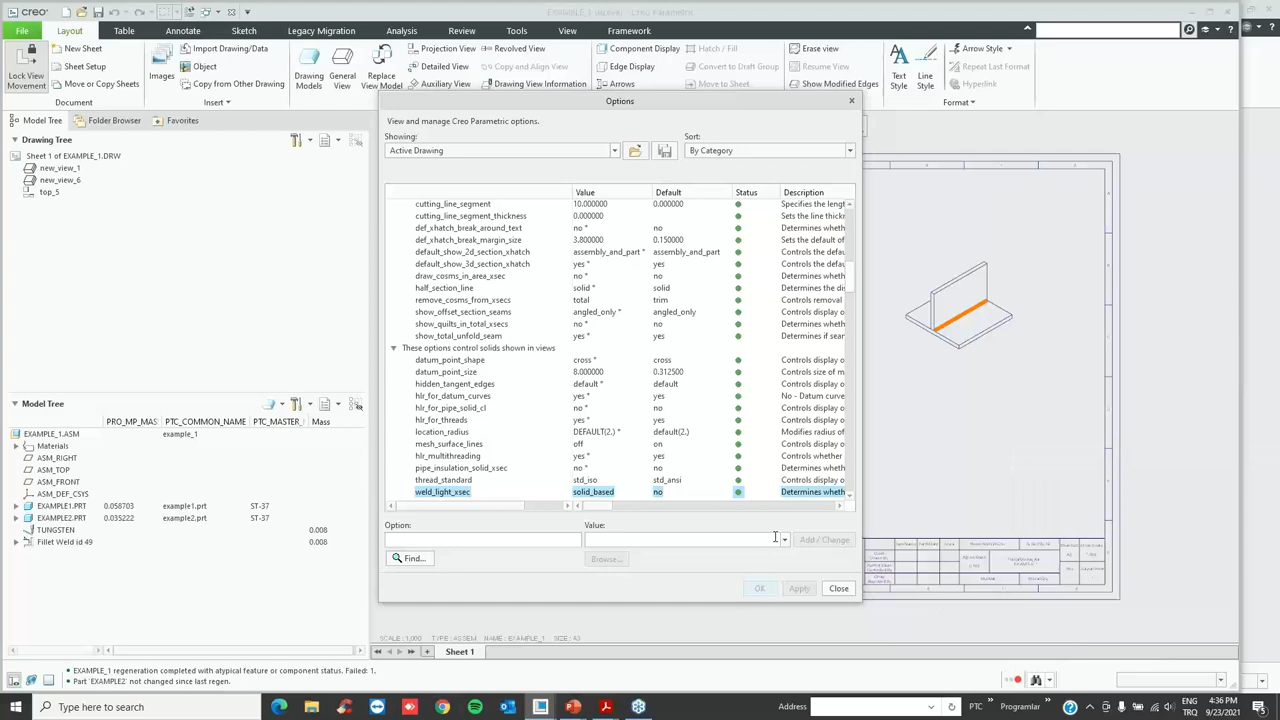 creo
EXAMPLE_1
File
Layout
Table
Annotate
Sketch
Legacy Migration
Analysis
Review
Tools
View
Framework
Lock View Movement
New Sheet
Sheet Setup
Move or Copy Sheets
Document
Images
Import Drawing/Data
Object
Copy from Other Drawing
Insert
Drawing Models
General View
Replace View Model
Projection View
Revolved View
Detailed View
Copy and Align View
Auxiliary View
Drawing View Information
Component Display
Hatch / Fill
Edge Display
Convert to Draft Group
Arrows
Move to Sheet
Erase view
Resume View
Show Modified Edges
Text Style
Line Style
Arrow Style
Repeat Last Format
Hyperlink
Format
Model Tree
Folder Browser
Favorites
Drawing Tree
Sheet 1 of EXAMPLE_1.DRW
new_view_1
new_view_6
top_5
Model Tree
PRO_MP_MAS
PTC_COMMON_NAME
PTC_MASTER_
Mass
EXAMPLE_1.ASM example_1
Materials
ASM_RIGHT
ASM_TOP
ASM_FRONT
ASM_DEF_CSYS
EXAMPLE1.PRT 0.058703 example1.prt ST-37
EXAMPLE2.PRT 0.035222 example2.prt ST-37
TUNGSTEN 0.008
Fillet Weld id 49 0.008
Options
View and manage Creo Parametric options.
Showing:
Active Drawing
Sort:
By Category
Value Default Status Description
cutting_line_segment 10.000000 0.000000 Specifies the lengt
cutting_line_segment_thickness 0.000000 Sets the line thickn
def_xhatch_break_around_text no * no Determines whethe
def_xhatch_break_margin_size 3.800000 0.150000 Sets the default of
default_show_2d_section_xhatch assembly_and_part * assembly_and_part Controls the defau
default_show_3d_section_xhatch yes * yes Controls the defau
draw_cosms_in_area_xsec no * no Determines wheth
half_section_line solid * solid Determines the di
remove_cosms_from_xsecs total trim Controls removal
show_offset_section_seams angled_only * angled_only Controls display o
show_quilts_in_total_xsecs no * no Determines wheth
show_total_unfold_seam yes * yes Determines if sear
These options control solids shown in views
datum_point_shape cross * cross Controls display o
datum_point_size 8.000000 0.312500 Controls size of m
hidden_tangent_edges default * default Controls display o
hlr_for_datum_curves yes * yes No - Datum curve
hlr_for_pipe_solid_cl no * no Controls display o
hlr_for_threads yes * yes Controls display o
location_radius DEFAULT(2.) * default(2.) Modifies radius of
mesh_surface_lines off on Controls display o
hlr_multithreading yes * yes Controls whether
pipe_insulation_solid_xsec no * no Determines wheth
thread_standard std_iso std_ansi Controls display o
weld_light_xsec solid_based no Determines wheth
Option:
Value:
Add / Change
Find...
Browse...
OK
Apply
Close
SCALE : 1,000 TYPE : ASSEM NAME : EXAMPLE_1 SIZE : A3
Sheet 1
• EXAMPLE_1 regeneration completed with atypical feature or component status. Failed: 1.
• Part 'EXAMPLE2' not changed since last regen.
Type here to search
Address
PTC
Programlar
ENG
TRQ
4:36 PM
9/23/2021